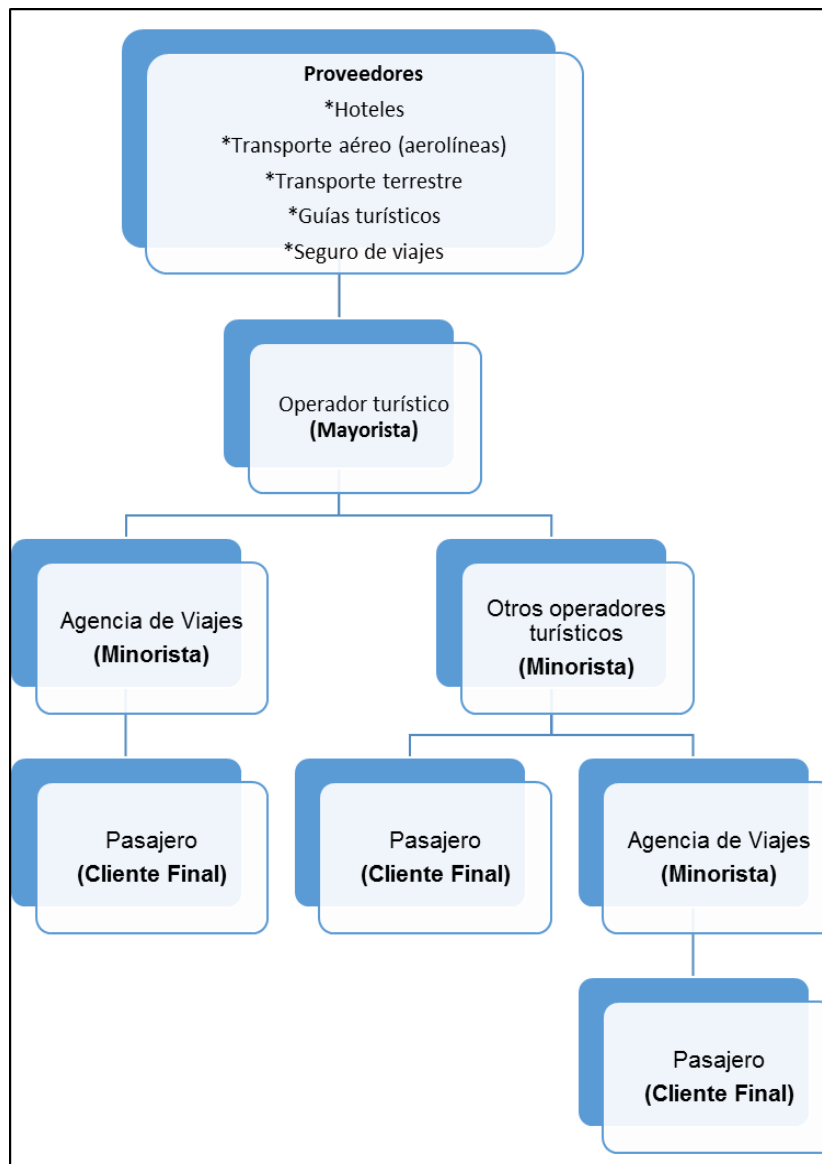 Proveedores
*Hoteles
*Transporte aéreo (aerolíneas)
*Transporte terrestre
*Guías turísticos
*Seguro de viajes
Operador turístico
(Mayorista)
Agencia de Viajes
(Minorista)
Otros operadores
turísticos
(Minorista)
Pasajero
(Cliente Final)
Pasajero
(Cliente Final)
Agencia de Viajes
(Minorista)
Pasajero
(Cliente Final)